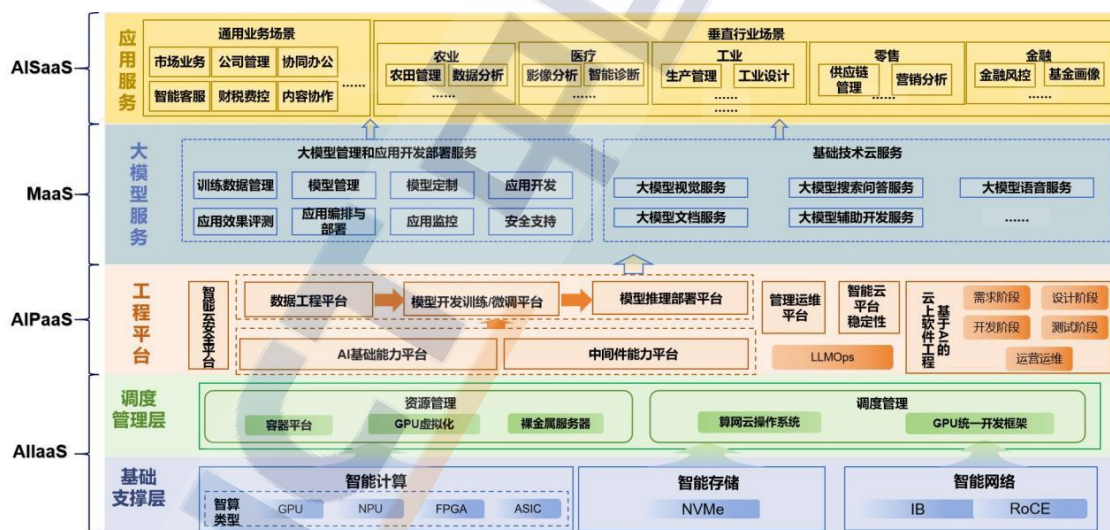 AISaaS
应用服务
通用业务场景
市场业务
公司管理
协同办公
智能客服
财税费控
内容协作
……
垂直行业场景
农业
农田管理
数据分析
……
医疗
影像分析
智能诊断
……
工业
生产管理
工业设计
……
……
零售
供应链
管理
营销分析
……
金融
金融风控
基金画像
……
MaaS
大模型服务
大模型管理和应用开发部署服务
训练数据管理
模型管理
模型定制
应用开发
应用效果评测
应用编排与
部署
应用监控
安全支持
基础技术云服务
大模型视觉服务
大模型搜索问答服务
大模型语音服务
大模型文档服务
大模型辅助开发服务
……
AIPaaS
工程平台
智能云安全平台
数据工程平台
模型开发训练/微调平台
模型推理部署平台
AI基础能力平台
中间件能力平台
管理运维
平台
智能云
平台
稳定性
LLMOps
基于AI的
云上软件工程
需求阶段
设计阶段
开发阶段
测试阶段
运营运维
AIIaaS
调度
管理层
资源管理
容器平台
GPU虚拟化
裸金属服务器
调度管理
算网云操作系统
GPU统一开发框架
基础
支撑层
智能计算
智算
类型
GPU
NPU
FPGA
ASIC
智能存储
NVMe
智能网络
IB
RoCE